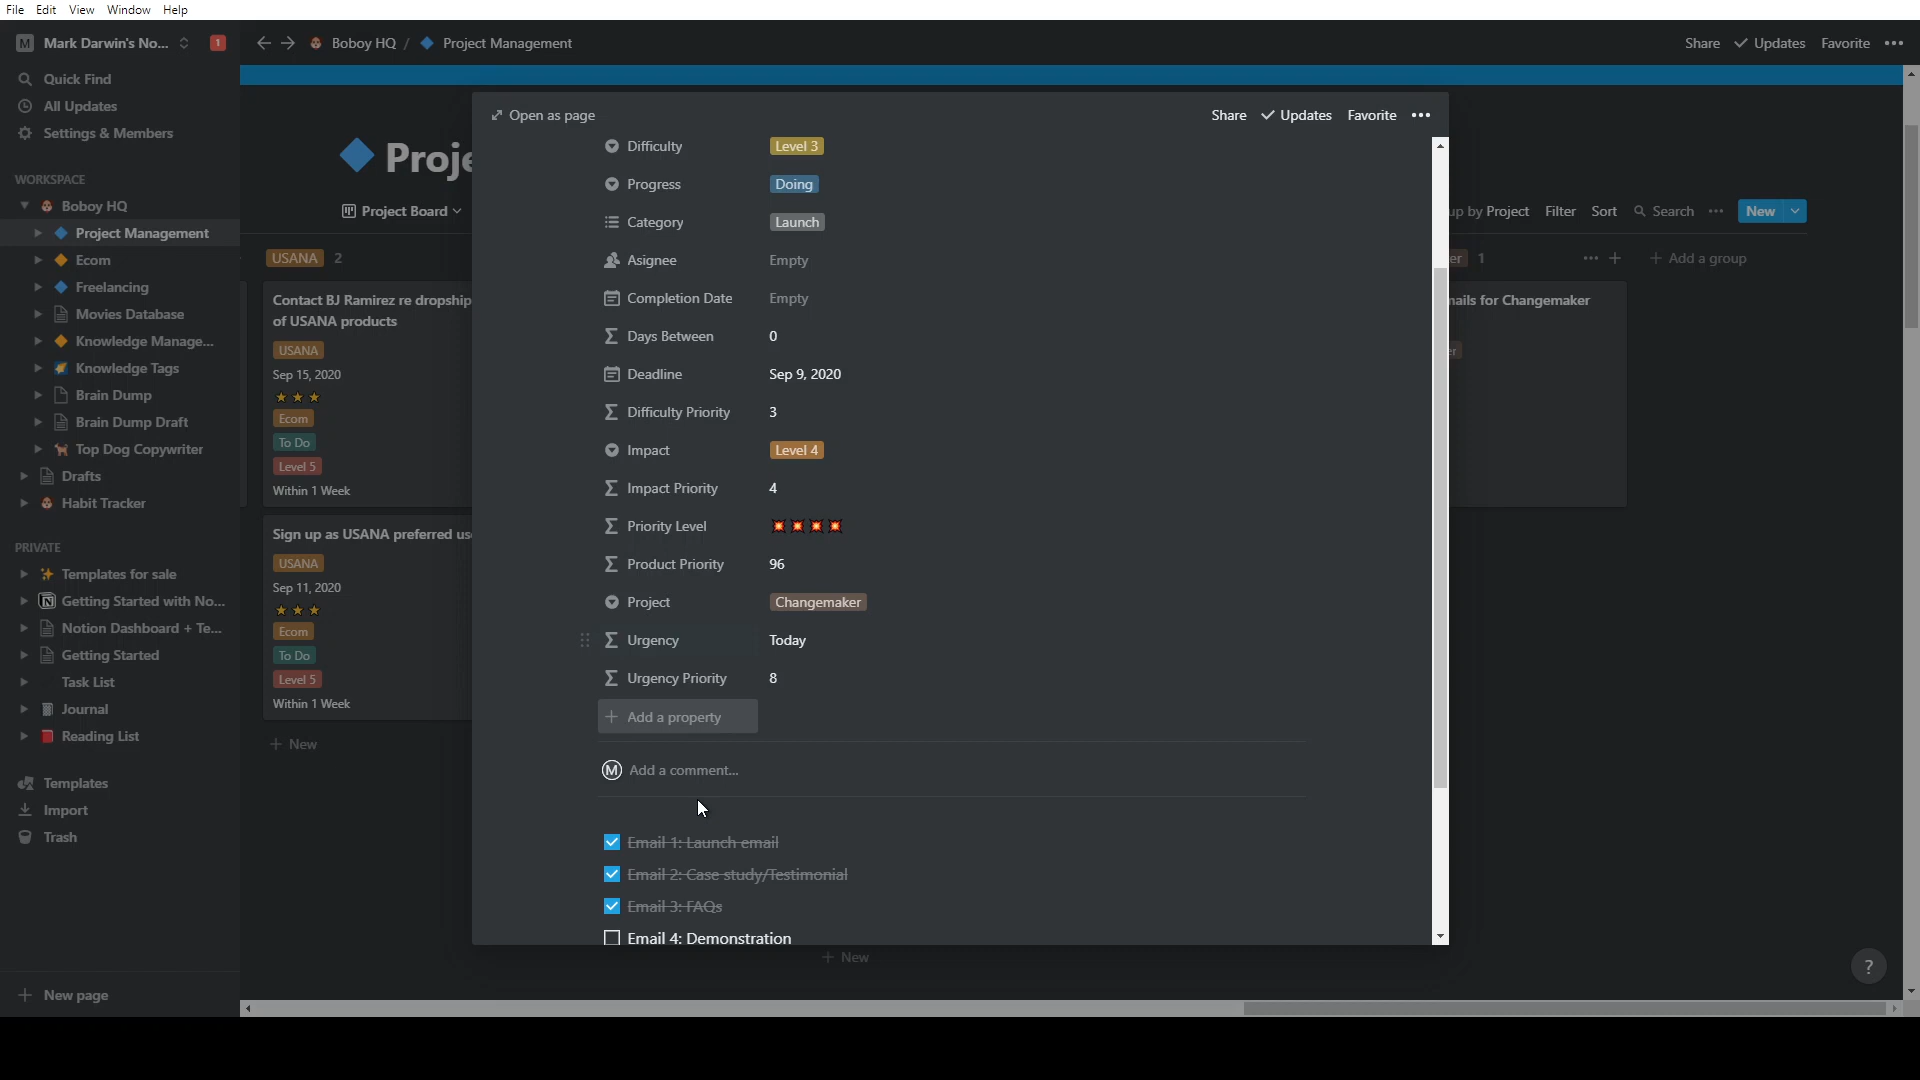 File Edit View Window Help
M Mark Darwin's No... 1
Boboy HQ / Project Management
Share Updates Favorite
Quick Find
All Updates
Settings & Members
WORKSPACE
Boboy HQ
Project Management
Ecom
Freelancing
Movies Database
Knowledge Manage...
Knowledge Tags
Brain Dump
Brain Dump Draft
Top Dog Copywriter
Drafts
Habit Tracker
PRIVATE
Templates for sale
Getting Started with No...
Notion Dashboard + Te...
Getting Started
Task List
Journal
Reading List
Templates
Import
Trash
New page
Proje
Project Board
up by Project Filter Sort Search New
USANA 2
Contact BJ Ramirez re dropship
of USANA products
USANA
Sep 15, 2020
Ecom
To Do
Level 5
Within 1 Week
Sign up as USANA preferred us
USANA
Sep 11, 2020
Ecom
To Do
Level 5
Within 1 Week
+ New
Open as page
Share Updates Favorite
Difficulty Level 3
Progress Doing
Category Launch
Asignee Empty
Completion Date Empty
Days Between 0
Deadline Sep 9, 2020
Difficulty Priority 3
Impact Level 4
Impact Priority 4
Priority Level
Product Priority 96
Project Changemaker
Urgency Today
Urgency Priority 8
+ Add a property
M Add a comment...
Email 1: Launch email
Email 2: Case study/Testimonial
Email 3: FAQs
Email 4: Demonstration
+ New
er 1
+ Add a group
nails for Changemaker
er
?